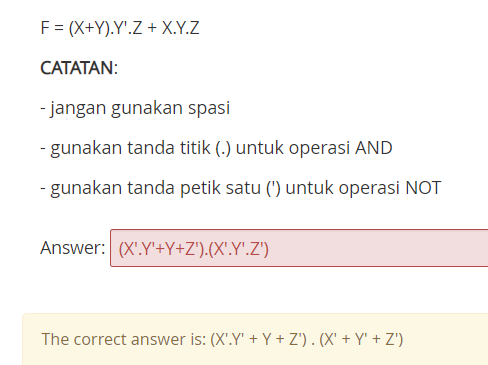 F = (X+Y).Y'.Z + X.Y.Z
CATATAN:
- jangan gunakan spasi
- gunakan tanda titik (.) untuk operasi AND
- gunakan tanda petik satu (') untuk operasi NOT
Answer: (X'.Y'+Y+Z').(X'.Y'.Z')
The correct answer is: (X'.Y' + Y + Z') . (X' + Y' + Z')